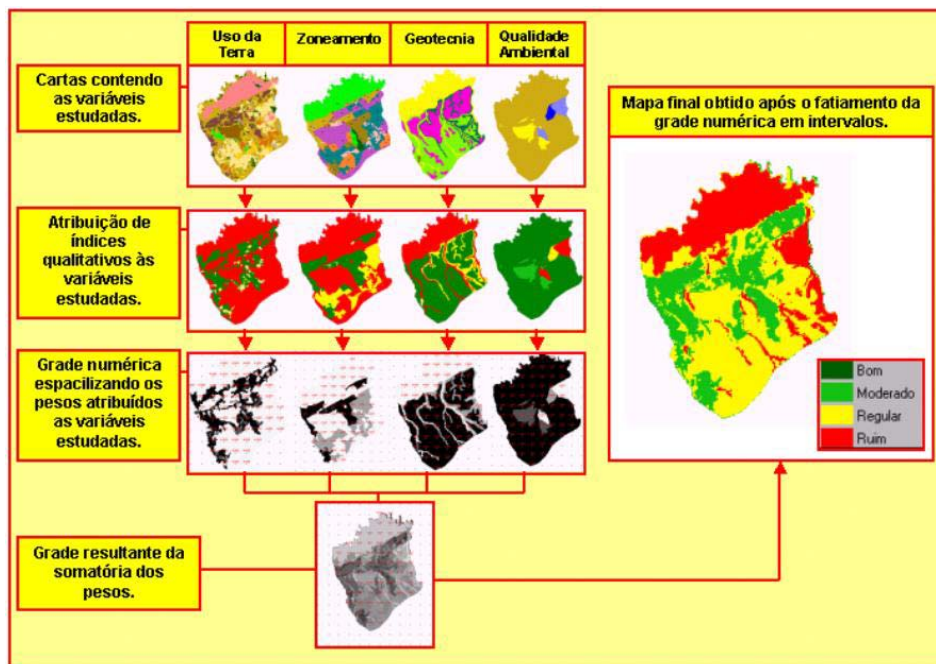 Uso da
Terra
Zoneamento
Geotecnia
Qualidade
Ambiental
Cartas contendo
as variáveis
estudadas.
Atribuição de
índices
qualitativos às
variáveis
estudadas.
Grade numérica
espacilizando os
pesos atribuídos
as variáveis
estudadas.
Grade resultante da
somatória dos
pesos.
Mapa final obtido após o fatiamento da
grade numérica em intervalos.
Bom
Moderado
Regular
Ruim